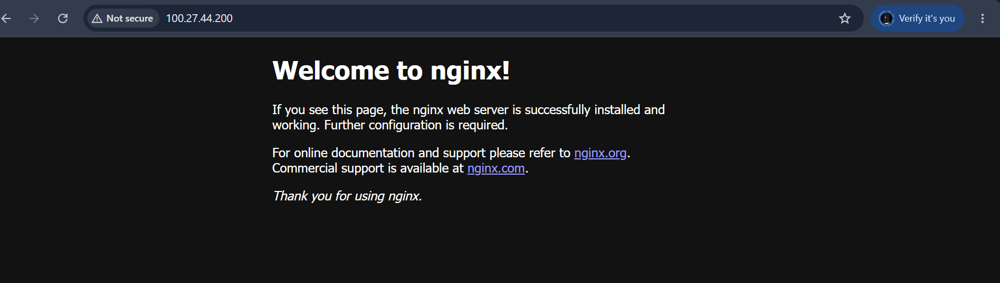 Not secure 100.27.44.200 Verify it's you
Welcome to nginx!
If you see this page, the nginx web server is successfully installed and
working. Further configuration is required.
For online documentation and support please refer to nginx.org.
Commercial support is available at nginx.com.
Thank you for using nginx.